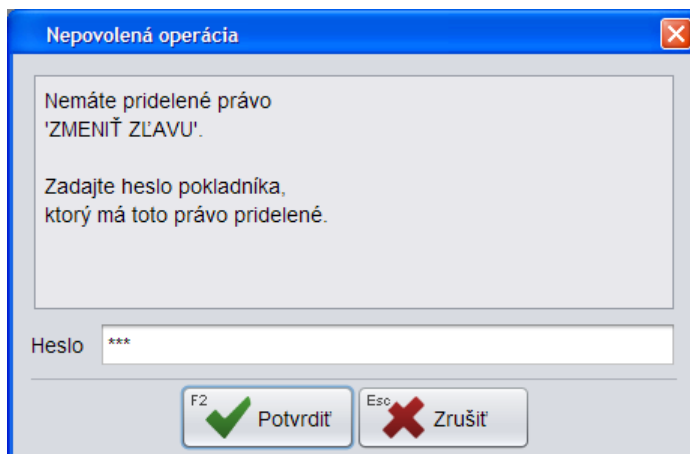 Nepovolená operácia
Nemáte pridelené právo
'ZMENIŤ ZĽAVU'.
Zadajte heslo pokladníka,
ktorý má toto právo pridelené.
Heslo ***
F2 Potvrdiť
Esc Zrušiť